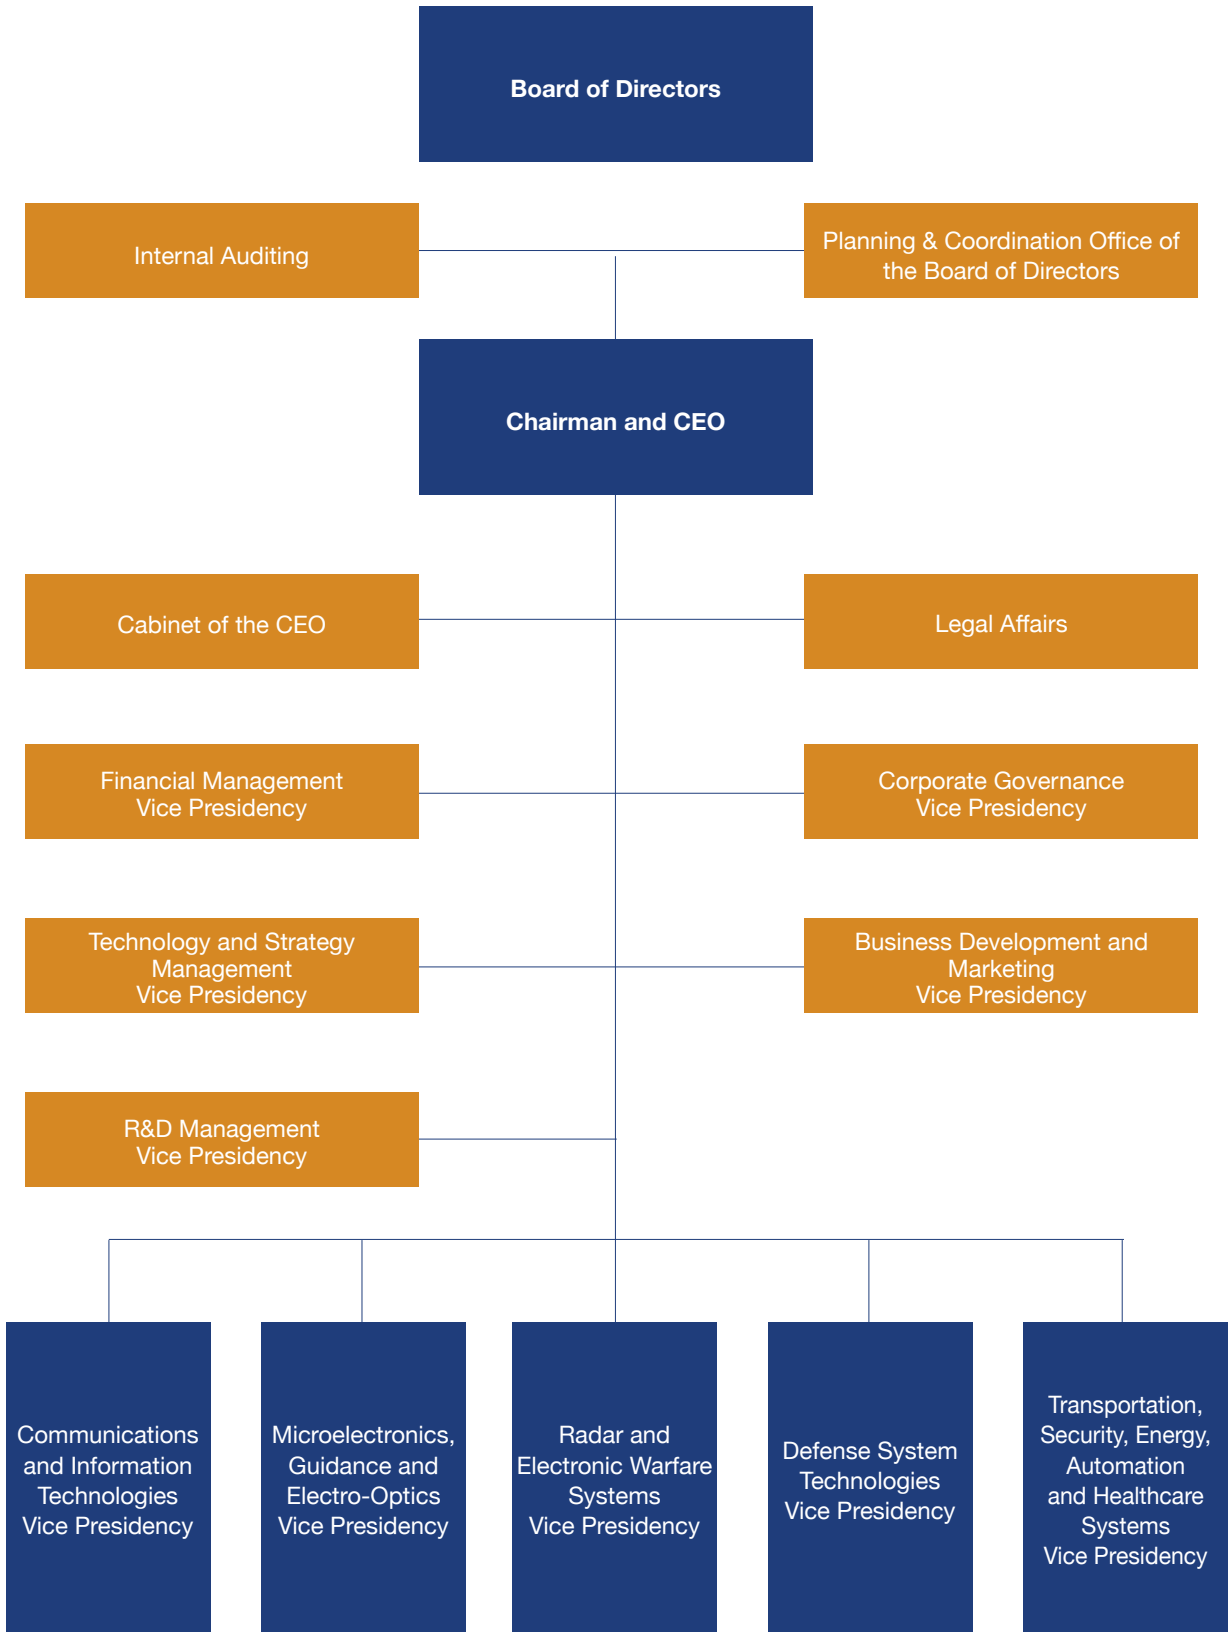 Board of Directors
Internal Auditing
Planning & Coordination Office of
the Board of Directors
Chairman and CEO
Cabinet of the CEO
Legal Affairs
Financial Management
Vice Presidency
Corporate Governance
Vice Presidency
Technology and Strategy
Management
Vice Presidency
Business Development and
Marketing
Vice Presidency
R&D Management
Vice Presidency
Communications
and Information
Technologies
Vice Presidency
Microelectronics,
Guidance and
Electro-Optics
Vice Presidency
Radar and
Electronic Warfare
Systems
Vice Presidency
Defense System
Technologies
Vice Presidency
Transportation,
Security, Energy,
Automation
and Healthcare
Systems
Vice Presidency